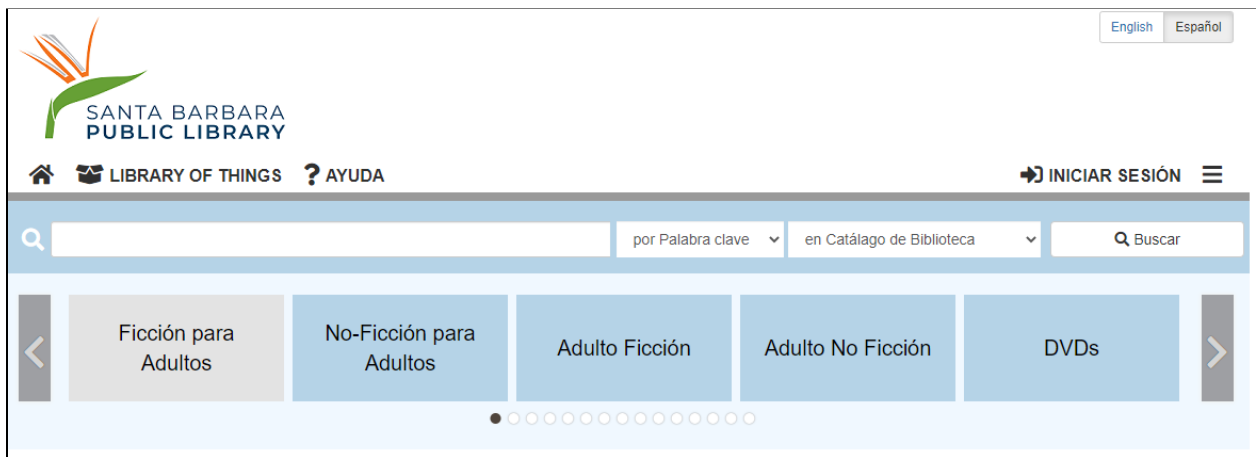 English Español
SANTA BARBARA
PUBLIC LIBRARY
LIBRARY OF THINGS ? AYUDA INICIAR SESIÓN
por Palabra clave en Catálago de Biblioteca Buscar
Ficción para
Adultos
No-Ficción para
Adultos
Adulto Ficción
Adulto No Ficción
DVDs